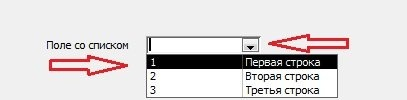 Поле со списком
1 Первая строка
2 Вторая строка
3 Третья строка